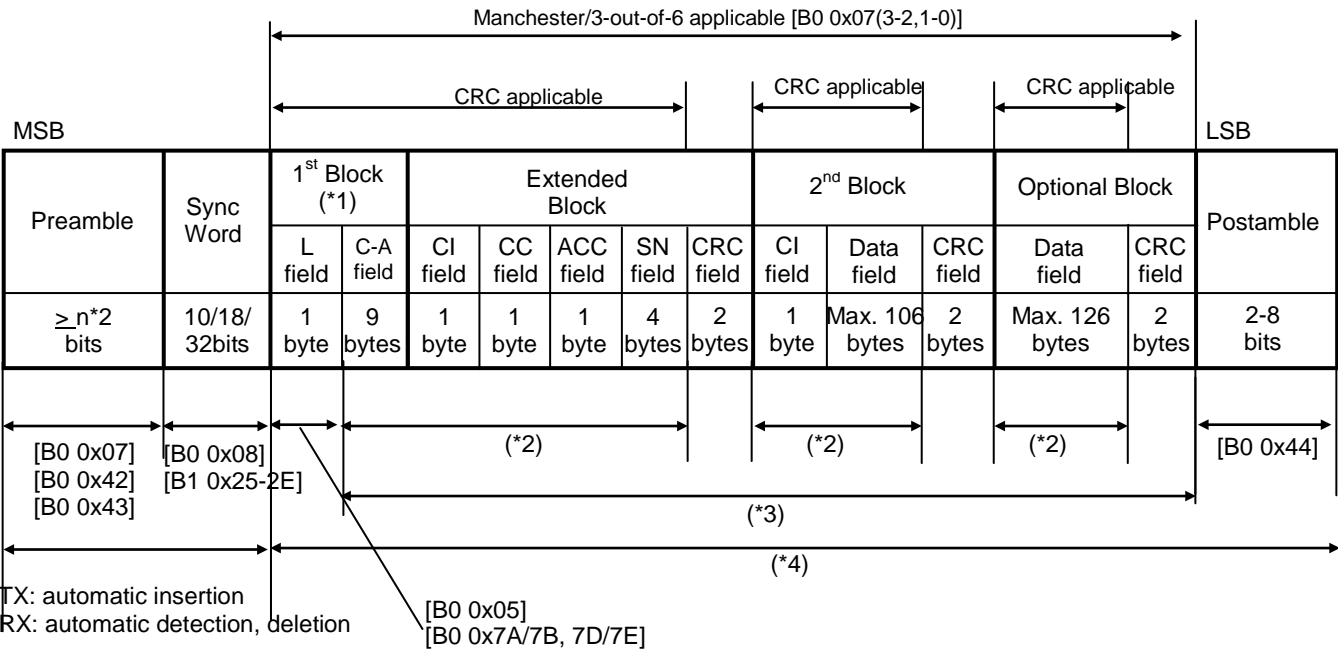 Manchester/3-out-of-6 applicable [B0 0x07(3-2,1-0)]
CRC applicable
CRC applicable
CRC applicable
MSB
LSB
Preamble
Sync
Word
1st Block
(*1)
Extended
Block
2nd Block
Optional Block
Postamble
L
field
C-A
field
CI
field
CC
field
ACC
field
SN
field
CRC
field
CI
field
Data
field
CRC
field
Data
field
CRC
field
> n*2
bits
10/18/
32bits
1
byte
9
bytes
1
byte
1
byte
1
byte
4
bytes
2
bytes
1
byte
Max. 106
bytes
2
bytes
Max. 126
bytes
2
bytes
2-8
bits
[B0 0x07]
[B0 0x42]
[B0 0x43]
[B0 0x08]
[B1 0x25-2E]
(*2)
(*2)
(*2)
[B0 0x44]
(*3)
(*4)
TX: automatic insertion
RX: automatic detection, deletion
[B0 0x05]
[B0 0x7A/7B, 7D/7E]